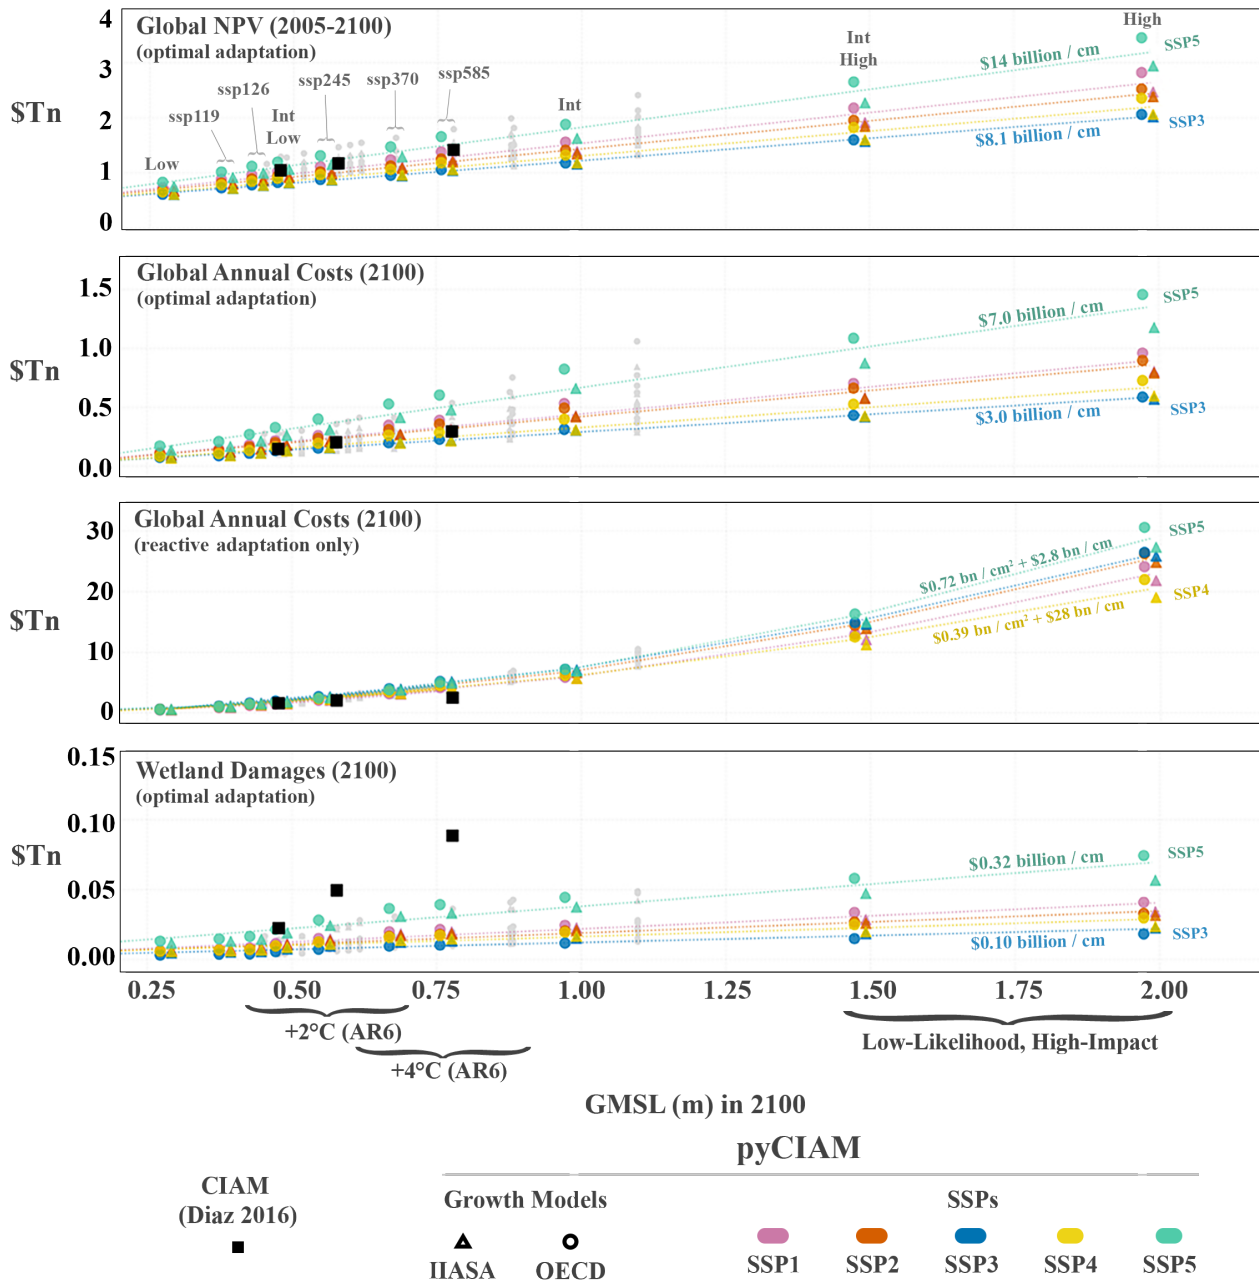 4
3
2
1
0
$Tn
Global NPV (2005-2100)
(optimal adaptation)
Low
ssp119
ssp126
Int
Low
ssp245
ssp370
ssp585
Int
Int
High
High
$14 billion / cm
SSP5
$8.1 billion / cm
SSP3
1.5
1.0
0.5
0.0
$Tn
Global Annual Costs (2100)
(optimal adaptation)
$7.0 billion / cm
SSP5
$3.0 billion / cm
SSP3
30
20
10
0
$Tn
Global Annual Costs (2100)
(reactive adaptation only)
$0.72 bn / cm² + $2.8 bn / cm
SSP5
$0.39 bn / cm² + $28 bn / cm
SSP4
0.15
0.10
0.05
0.00
$Tn
Wetland Damages (2100)
(optimal adaptation)
$0.32 billion / cm
SSP5
$0.10 billion / cm
SSP3
0.25 0.50 0.75 1.00 1.25 1.50 1.75 2.00
+2°C (AR6)
+4°C (AR6)
Low-Likelihood, High-Impact
GMSL (m) in 2100
pyCIAM
CIAM
(Diaz 2016)
Growth Models
IIASA OECD
SSPs
SSP1 SSP2 SSP3 SSP4 SSP5